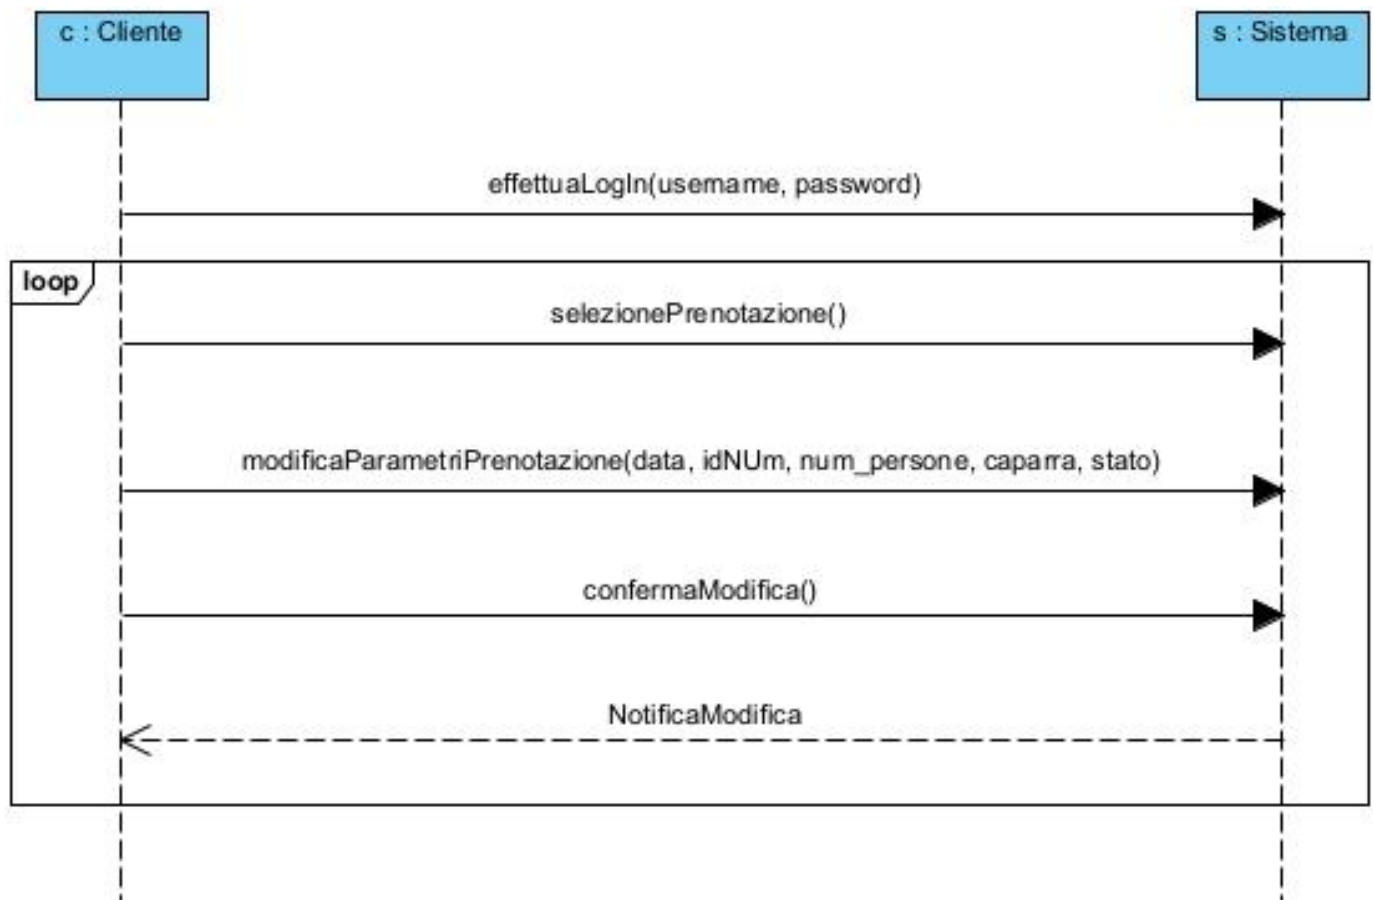 c : Cliente
s : Sistema
effettuaLogIn(username, password)
loop
selezionePrenotazione()
modificaParametriPrenotazione(data, idNUm, num_persone, caparra, stato)
confermaModifica()
NotificaModifica